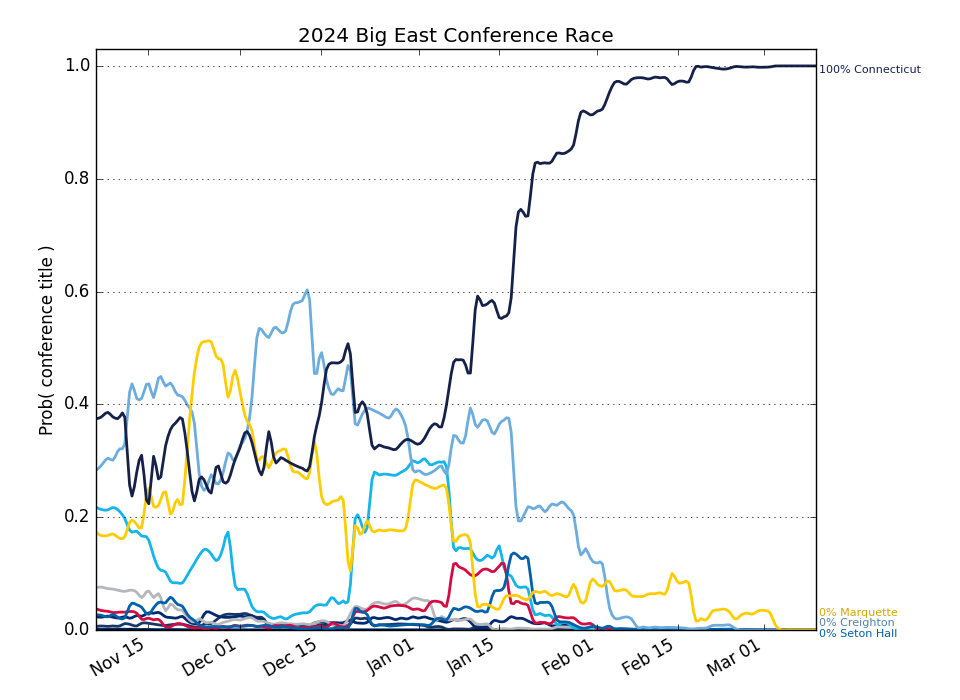 2024 Big East Conference Race
Prob( conference title )
1.0
0.8
0.6
0.4
0.2
0.0
Nov 15
Dec 01
Dec 15
Jan 01
Jan 15
Feb 01
Feb 15
Mar 01
100% Connecticut
0% Marquette
0% Creighton
0% Seton Hall